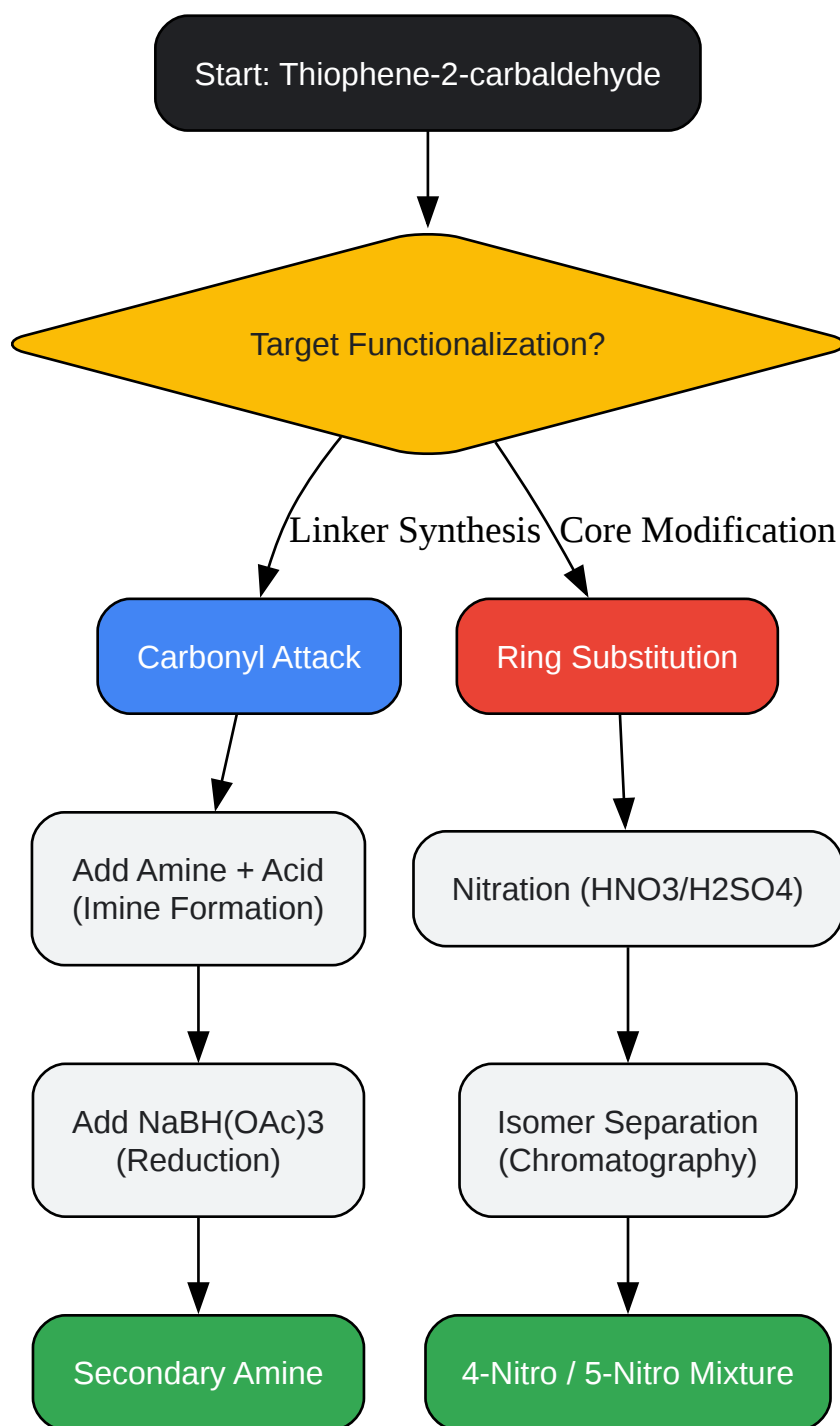 Start: Thiophene-2-carbaldehyde
Target Functionalization?
Linker Synthesis
Core Modification
Carbonyl Attack
Ring Substitution
Add Amine + Acid
(Imine Formation)
Nitration (HNO3/H2SO4)
Add NaBH(OAc)3
(Reduction)
Isomer Separation
(Chromatography)
Secondary Amine
4-Nitro / 5-Nitro Mixture